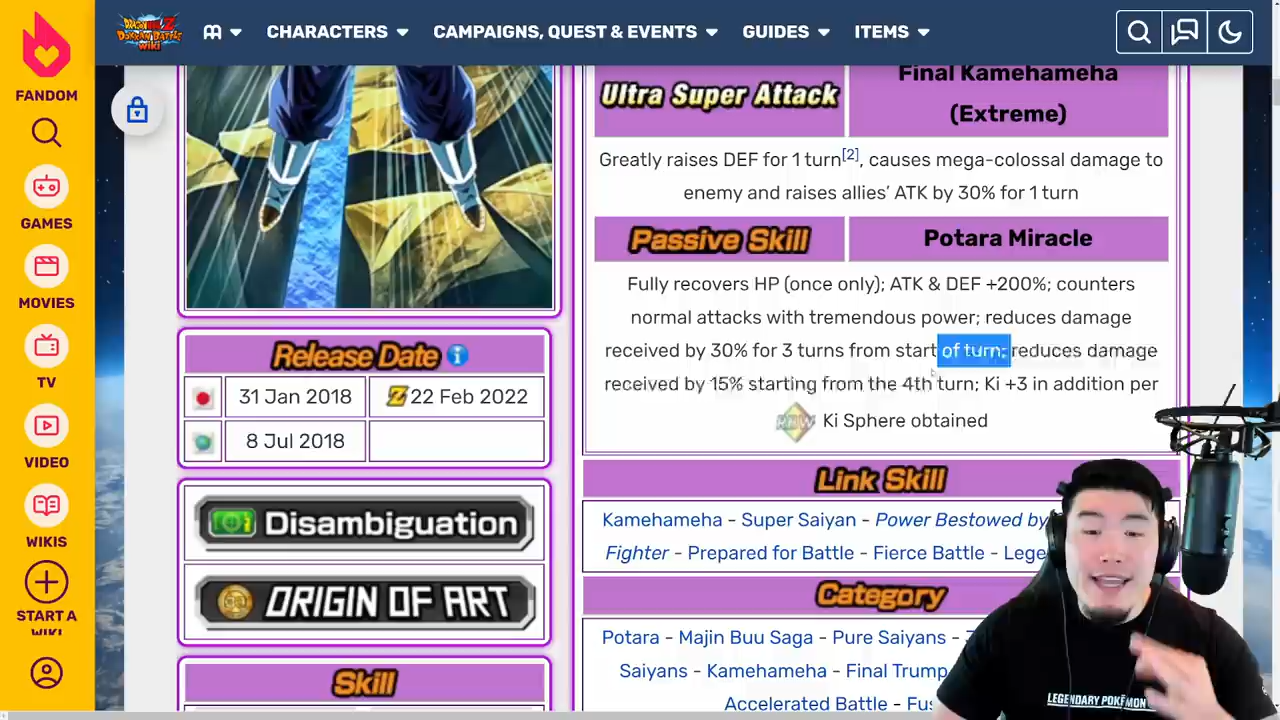 FANDOM
GAMES
MOVIES
TV
VIDEO
WIKIS
START A
DRAGON BALL Z
DOKKAN BATTLE
WIKI
CHARACTERS
CAMPAIGNS, QUEST & EVENTS
GUIDES
ITEMS
Release Date
31 Jan 2018
Z 22 Feb 2022
8 Jul 2018
Disambiguation
ORIGIN OF ART
Skill
Ultra Super Attack
Final Kamehameha
(Extreme)
Greatly raises DEF for 1 turn[2], causes mega-colossal damage to
enemy and raises allies' ATK by 30% for 1 turn
Passive Skill
Potara Miracle
Fully recovers HP (once only); ATK & DEF +200%; counters
normal attacks with tremendous power; reduces damage
received by 30% for 3 turns from start of turn; reduces damage
received by 15% starting from the 4th turn; Ki +3 in addition per
RNW Ki Sphere obtained
Link Skill
Kamehameha - Super Saiyan - Power Bestowed by
Fighter - Prepared for Battle - Fierce Battle -
Category
Potara - Majin Buu Saga - Pure Saiyans -
Saiyans - Kamehameha - Final Trump
Accelerated Battle -
LEGENDARY POKÉMON